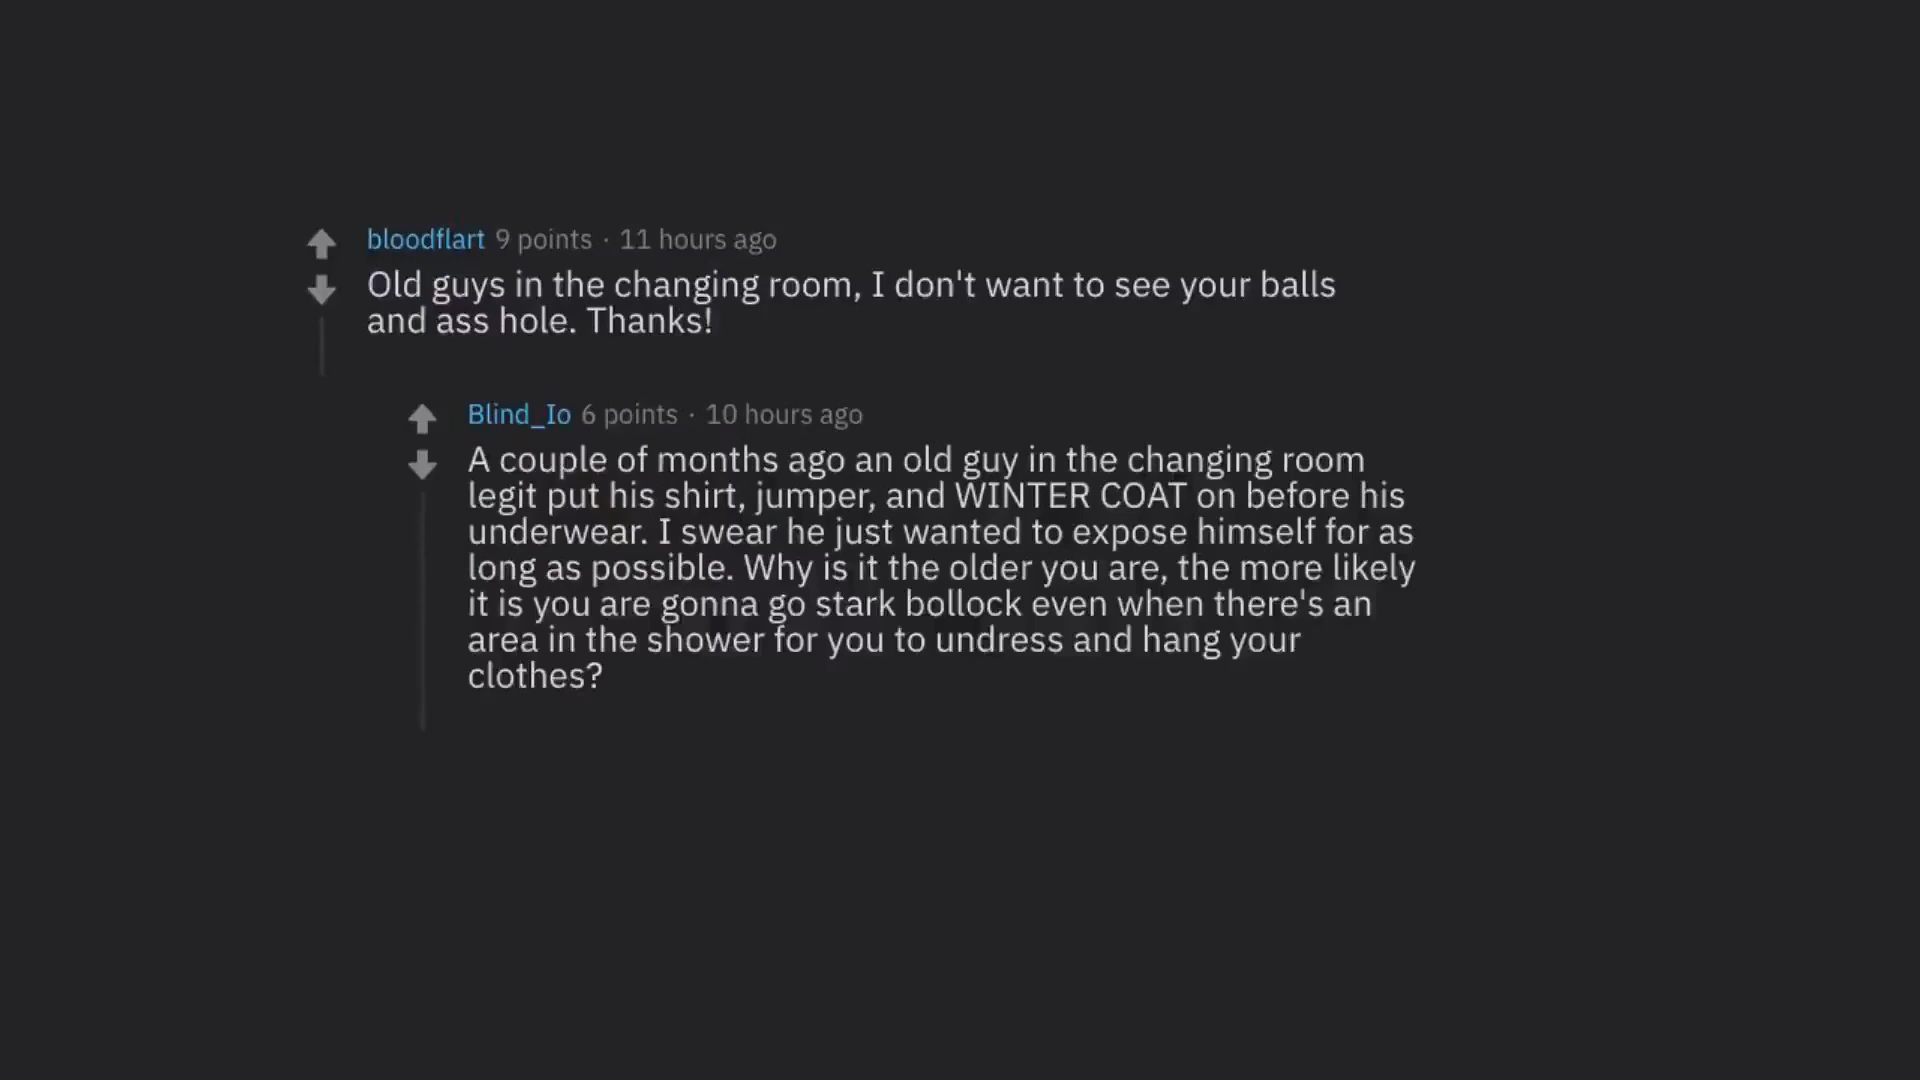 bloodflart 9 points · 11 hours ago
Old guys in the changing room, I don't want to see your balls
and ass hole. Thanks!
Blind_Io 6 points · 10 hours ago
A couple of months ago an old guy in the changing room
legit put his shirt, jumper, and WINTER COAT on before his
underwear. I swear he just wanted to expose himself for as
long as possible. Why is it the older you are, the more likely
it is you are gonna go stark bollock even when there's an
area in the shower for you to undress and hang your
clothes?